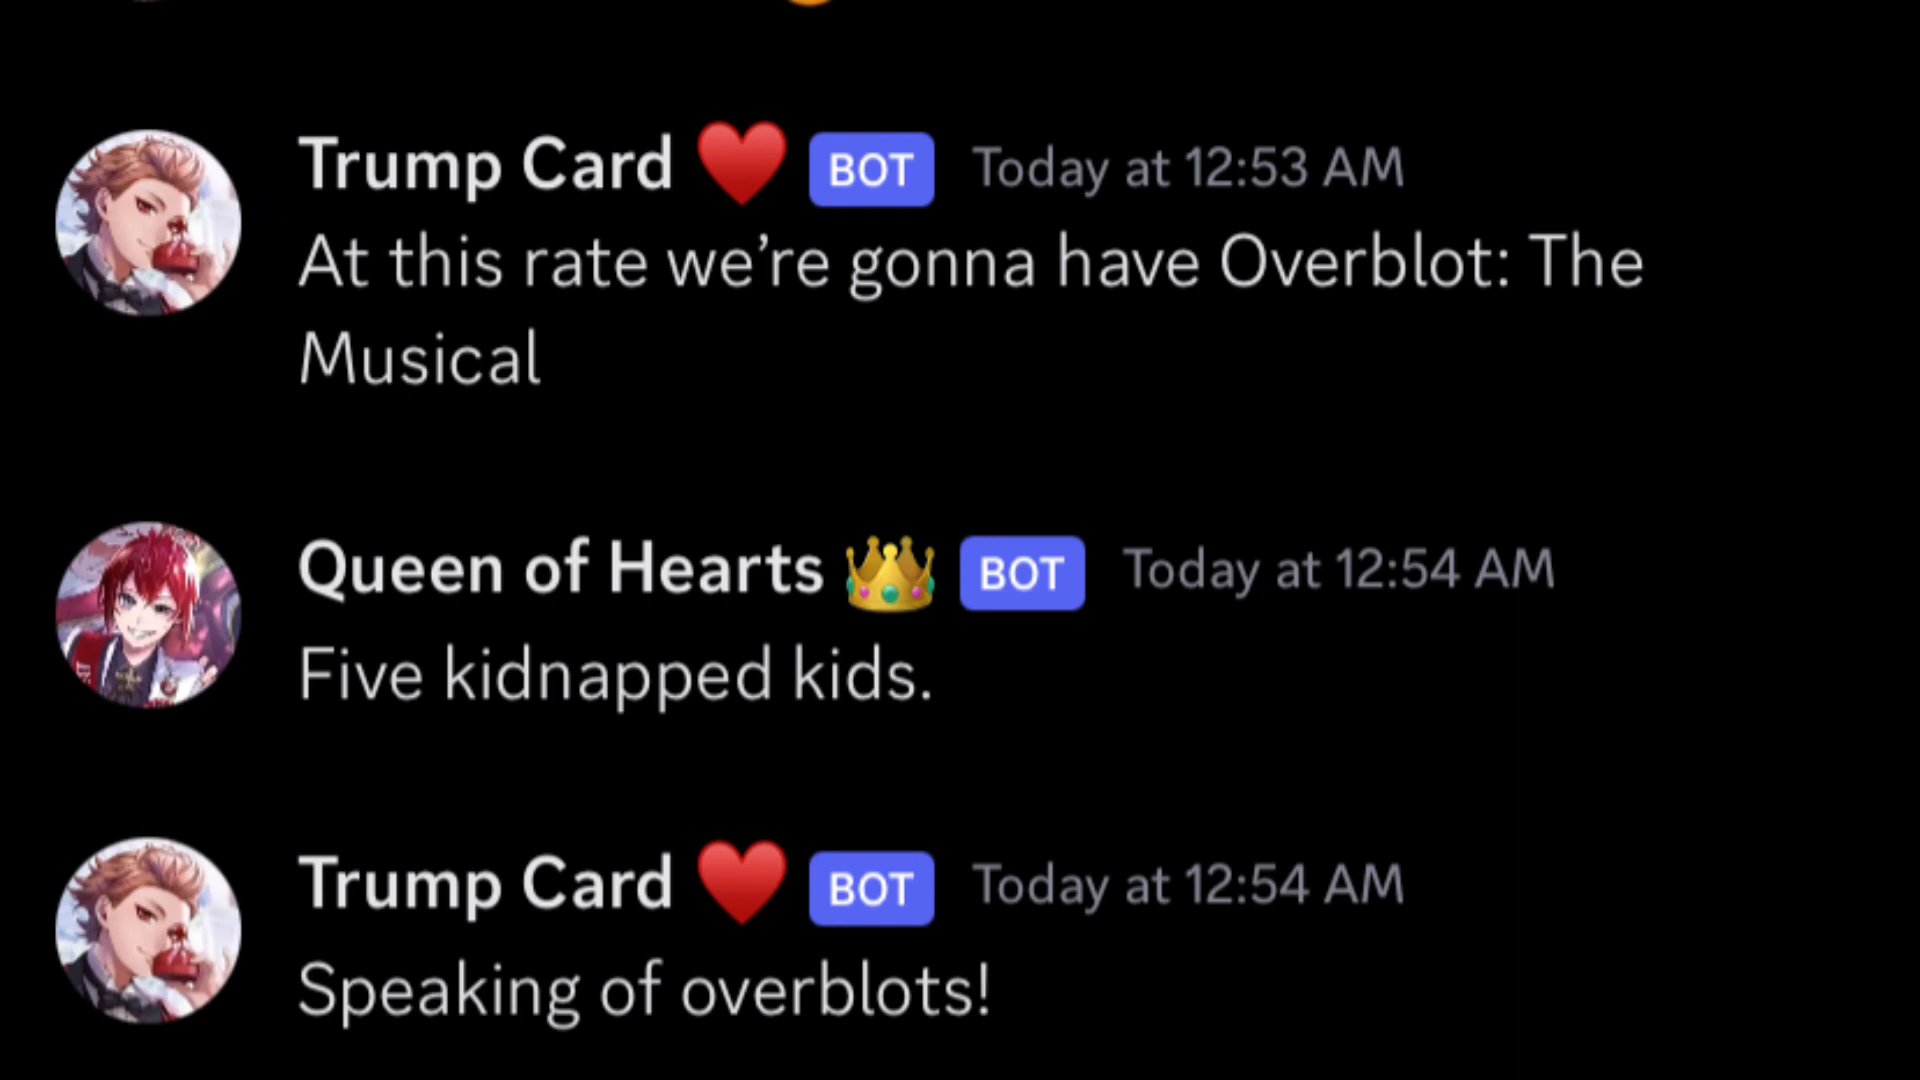 Trump Card ♥️ BOT Today at 12:53 AM
At this rate we’re gonna have Overblot: The
Musical
Queen of Hearts 👑 BOT Today at 12:54 AM
Five kidnapped kids.
Trump Card ♥️ BOT Today at 12:54 AM
Speaking of overblots!